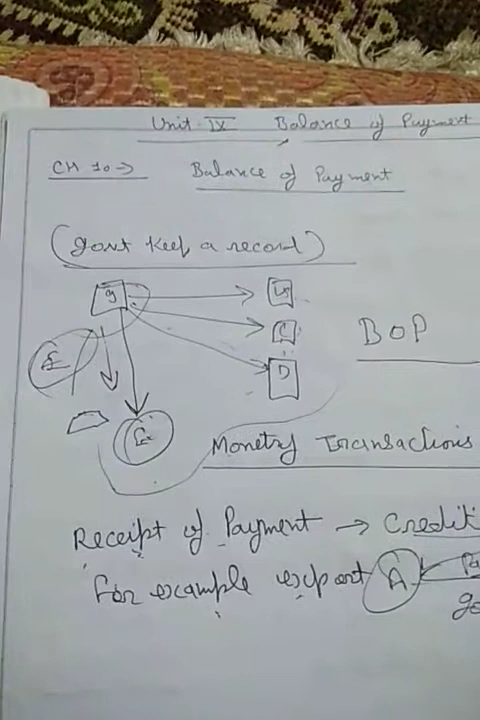 Unit-IX Balance of Payment
CH 10-> Balance of Payment
(govt keep a record)
g
C
D
BOP
Monetry Transactions
Receipt of Payment -> Credit
For example export A